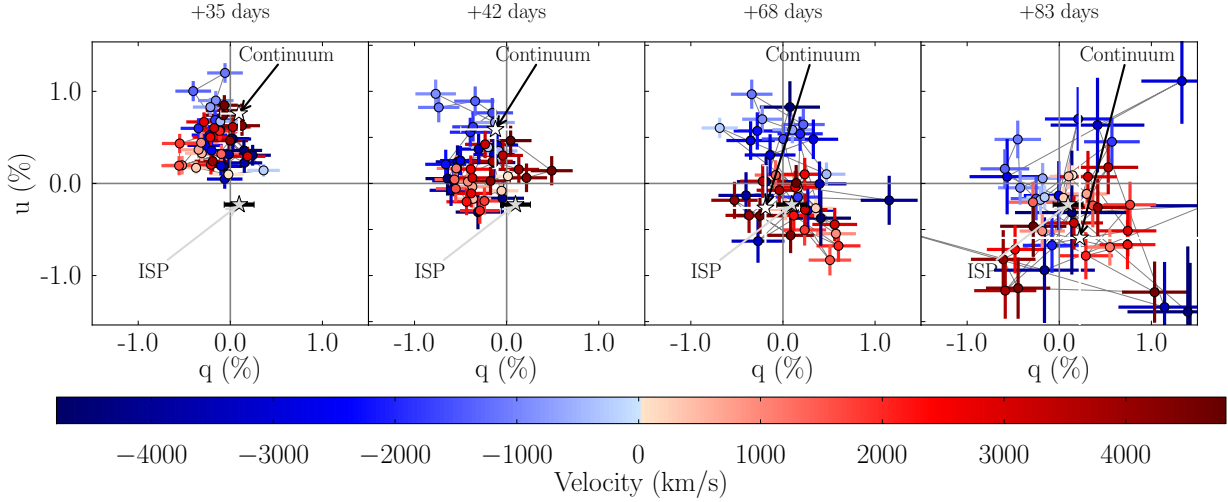 +35 days
+42 days
+68 days
+83 days
Continuum
Continuum
Continuum
Continuum
u (%)
1.0
0.0
-1.0
ISP
ISP
ISP
ISP
-1.0
0.0
1.0
-1.0
0.0
1.0
-1.0
0.0
1.0
-1.0
0.0
1.0
q (%)
q (%)
q (%)
q (%)
−4000
−3000
−2000
−1000
0
1000
2000
3000
4000
Velocity (km/s)